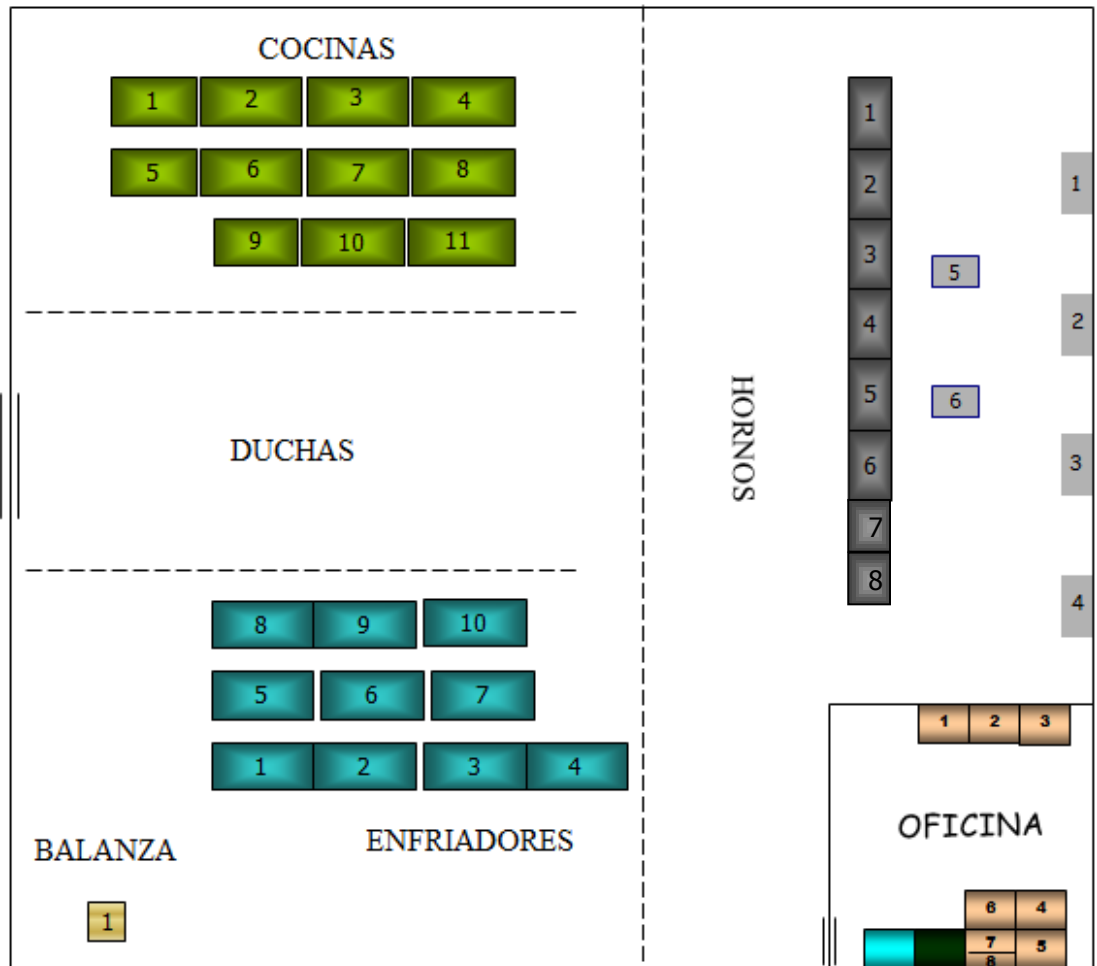 COCINAS
1 2 3 4
5 6 7 8
9 10 11
DUCHAS
8 9 10
5 6 7
1 2 3 4
ENFRIADORES
BALANZA
1
HORNOS
1
2
3
4
5
6
7
8
5
6
1
2
3
4
1 2 3
OFICINA
6 4
7 5
8